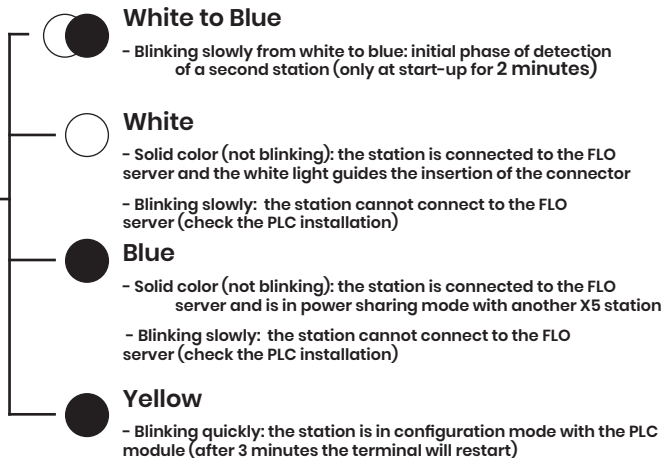 White to Blue
- Blinking slowly from white to blue: initial phase of detection
of a second station (only at start-up for 2 minutes)
White
- Solid color (not blinking): the station is connected to the FLO
server and the white light guides the insertion of the connector
- Blinking slowly: the station cannot connect to the FLO
server (check the PLC installation)
Blue
- Solid color (not blinking): the station is connected to the FLO
server and is in power sharing mode with another X5 station
- Blinking slowly: the station cannot connect to the FLO
server (check the PLC installation)
Yellow
- Blinking quickly: the station is in configuration mode with the PLC
module (after 3 minutes the terminal will restart)